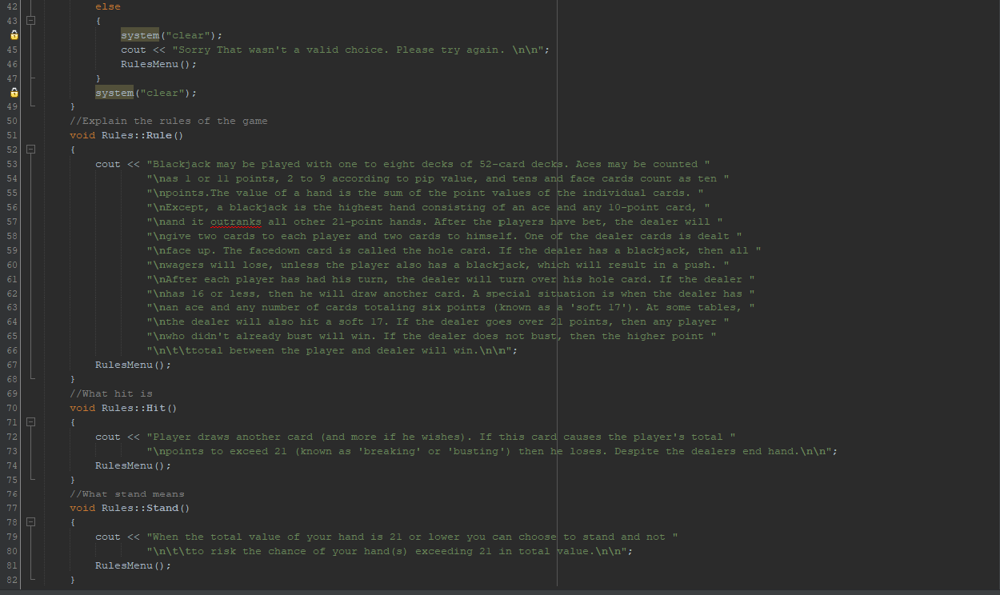 42 else
43 {
system("clear");
45 cout << "Sorry That wasn't a valid choice. Please try again. \n\n";
46 RulesMenu();
47 }
system("clear");
49 }
50 //Explain the rules of the game
51 void Rules::Rule()
52 {
53 cout << "Blackjack may be played with one to eight decks of 52-card decks. Aces may be counted "
54 "\nas 1 or 11 points, 2 to 9 according to pip value, and tens and face cards count as ten "
55 "\npoints.The value of a hand is the sum of the point values of the individual cards. "
56 "\nExcept, a blackjack is the highest hand consisting of an ace and any 10-point card, "
57 "\nand it outranks all other 21-point hands. After the players have bet, the dealer will "
58 "\ngive two cards to each player and two cards to himself. One of the dealer cards is dealt "
59 "\nface up. The facedown card is called the hole card. If the dealer has a blackjack, then all "
60 "\nwagers will lose, unless the player also has a blackjack, which will result in a push. "
61 "\nAfter each player has had his turn, the dealer will turn over his hole card. If the dealer "
62 "\nhas 16 or less, then he will draw another card. A special situation is when the dealer has "
63 "\nan ace and any number of cards totaling six points (known as a 'soft 17'). At some tables, "
64 "\nthe dealer will also hit a soft 17. If the dealer goes over 21 points, then any player "
65 "\nwho didn't already bust will win. If the dealer does not bust, then the higher point "
66 "\n\t\ttotal between the player and dealer will win.\n\n";
67 RulesMenu();
68 }
69 //What hit is
70 void Rules::Hit()
71 {
72 cout << "Player draws another card (and more if he wishes). If this card causes the player's total "
73 "\npoints to exceed 21 (known as 'breaking' or 'busting') then he loses. Despite the dealers end hand.\n\n";
74 RulesMenu();
75 }
76 //What stand means
77 void Rules::Stand()
78 {
79 cout << "When the total value of your hand is 21 or lower you can choose to stand and not "
80 "\n\t\tto risk the chance of your hand(s) exceeding 21 in total value.\n\n";
81 RulesMenu();
82 }